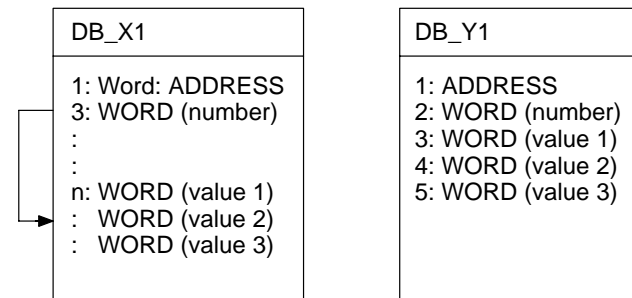 DB_X1
1: Word: ADDRESS
3: WORD (number)
:
:
n: WORD (value 1)
: WORD (value 2)
: WORD (value 3)
DB_Y1
1: ADDRESS
2: WORD (number)
3: WORD (value 1)
4: WORD (value 2)
5: WORD (value 3)